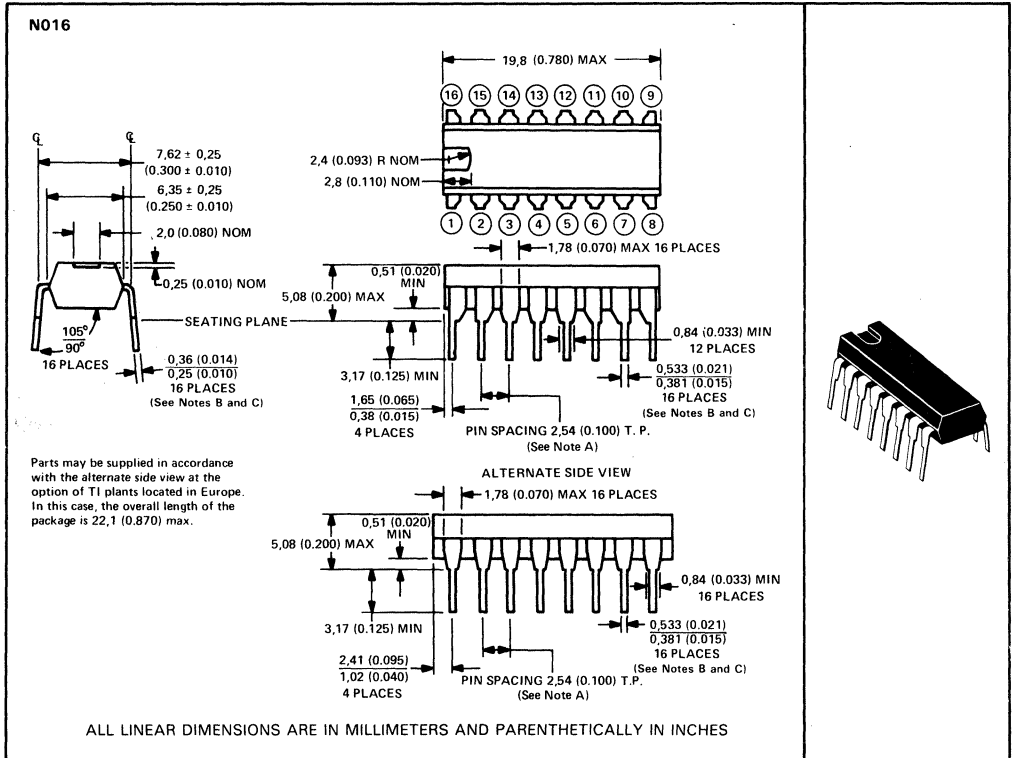 N016
19,8 (0.780) MAX
16 15 14 13 12 11 10 9
℄ ℄
7,62 ± 0,25
(0.300 ± 0.010)
6,35 ± 0,25
(0.250 ± 0.010)
2,0 (0.080) NOM
0,25 (0.010) NOM
2,4 (0.093) R NOM
2,8 (0.110) NOM
1 2 3 4 5 6 7 8
1,78 (0.070) MAX 16 PLACES
0,51 (0.020)
MIN
5,08 (0.200) MAX
SEATING PLANE
105°
90°
16 PLACES
0,36 (0.014)
0,25 (0.010)
16 PLACES
(See Notes B and C)
3,17 (0.125) MIN
1,65 (0.065)
0,38 (0.015)
4 PLACES
0,84 (0.033) MIN
12 PLACES
0,533 (0.021)
0,381 (0.015)
16 PLACES
(See Notes B and C)
PIN SPACING 2,54 (0.100) T. P.
(See Note A)
Parts may be supplied in accordance
with the alternate side view at the
option of TI plants located in Europe.
In this case, the overall length of the
package is 22,1 (0.870) max.
ALTERNATE SIDE VIEW
1,78 (0.070) MAX 16 PLACES
0,51 (0.020)
MIN
5,08 (0.200) MAX
0,84 (0.033) MIN
16 PLACES
3,17 (0.125) MIN
0,533 (0.021)
0,381 (0.015)
16 PLACES
(See Notes B and C)
2,41 (0.095)
1,02 (0.040)
4 PLACES
PIN SPACING 2,54 (0.100) T.P.
(See Note A)
ALL LINEAR DIMENSIONS ARE IN MILLIMETERS AND PARENTHETICALLY IN INCHES